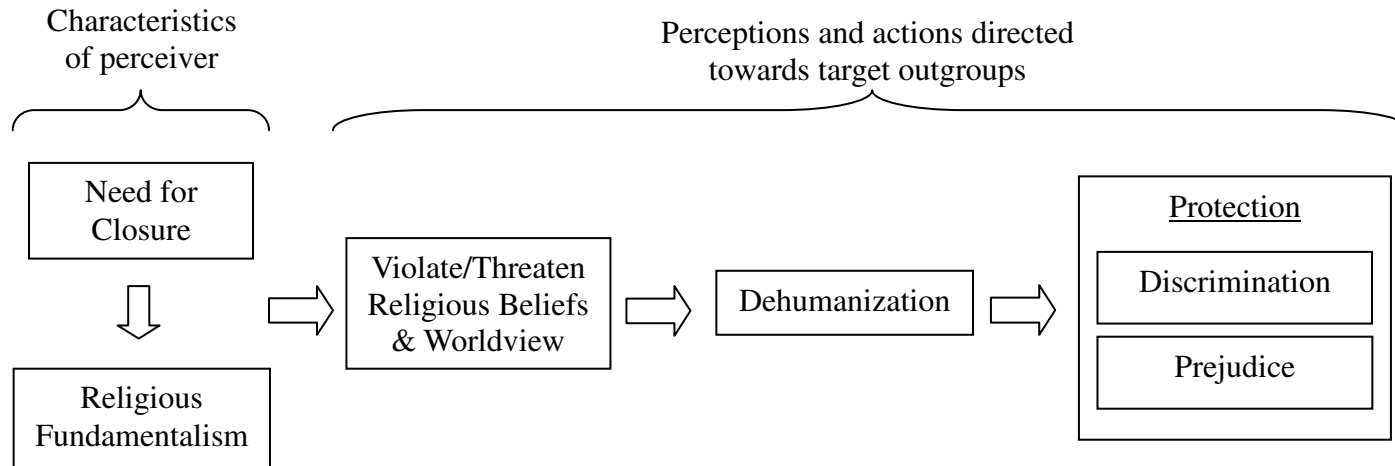 Characteristics
of perceiver
Perceptions and actions directed
towards target outgroups
Need for
Closure
Religious
Fundamentalism
Violate/Threaten
Religious Beliefs
& Worldview
Dehumanization
Protection
Discrimination
Prejudice